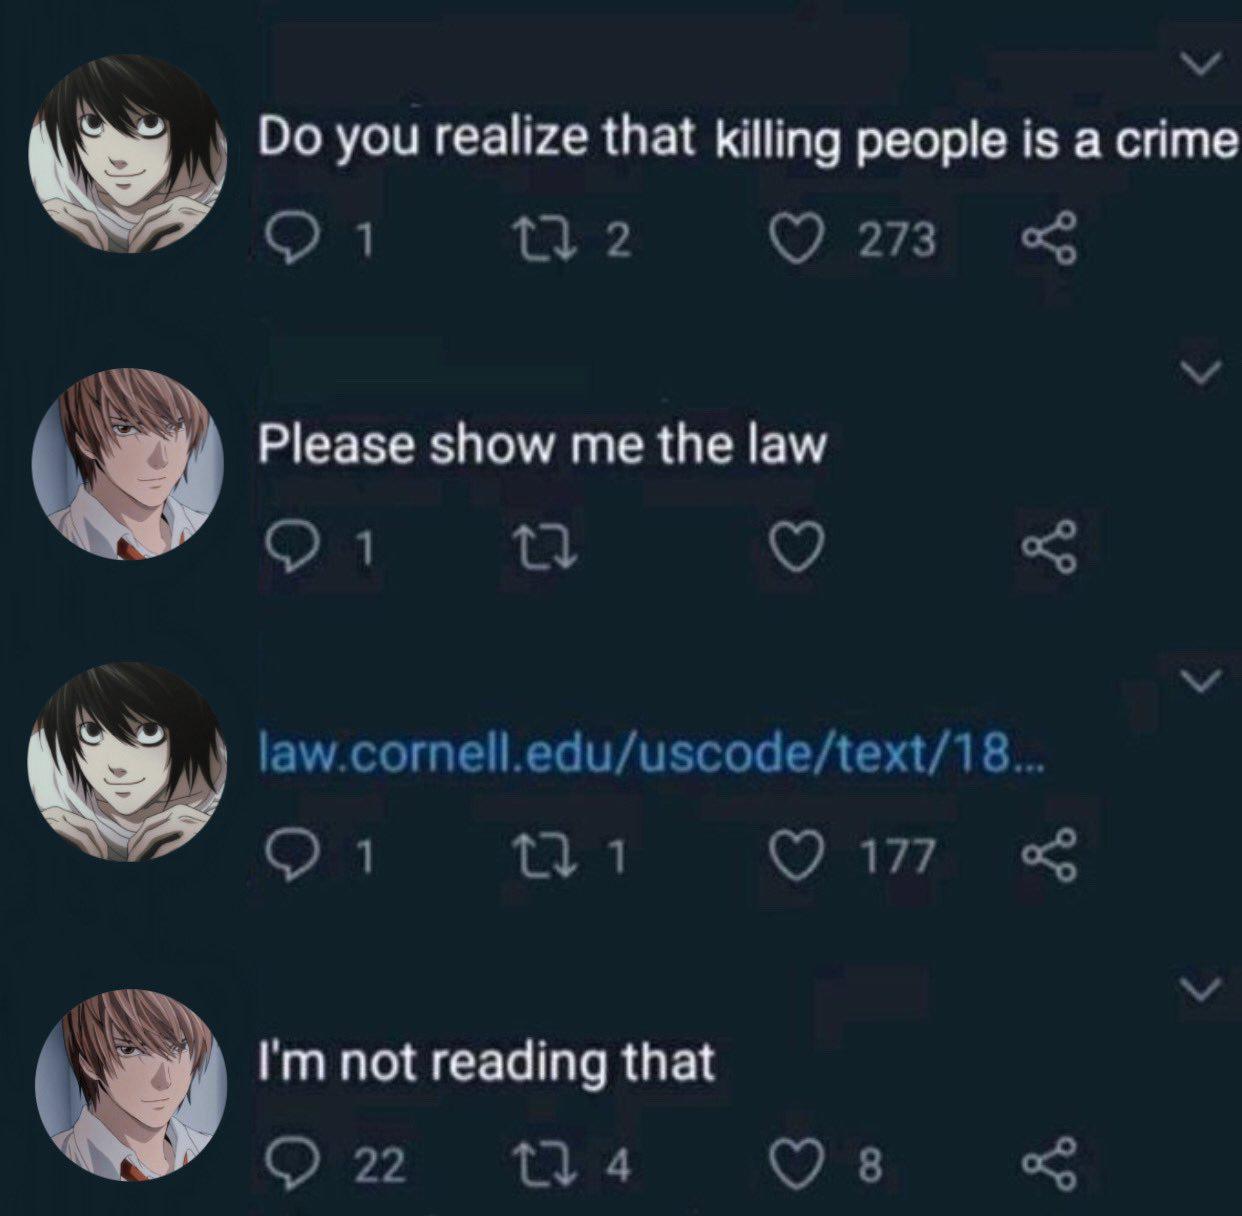 Do you realize that killing people is a crime
1 2 273
Please show me the law
1
law.cornell.edu/uscode/text/18...
1 1 177
I'm not reading that
22 4 8